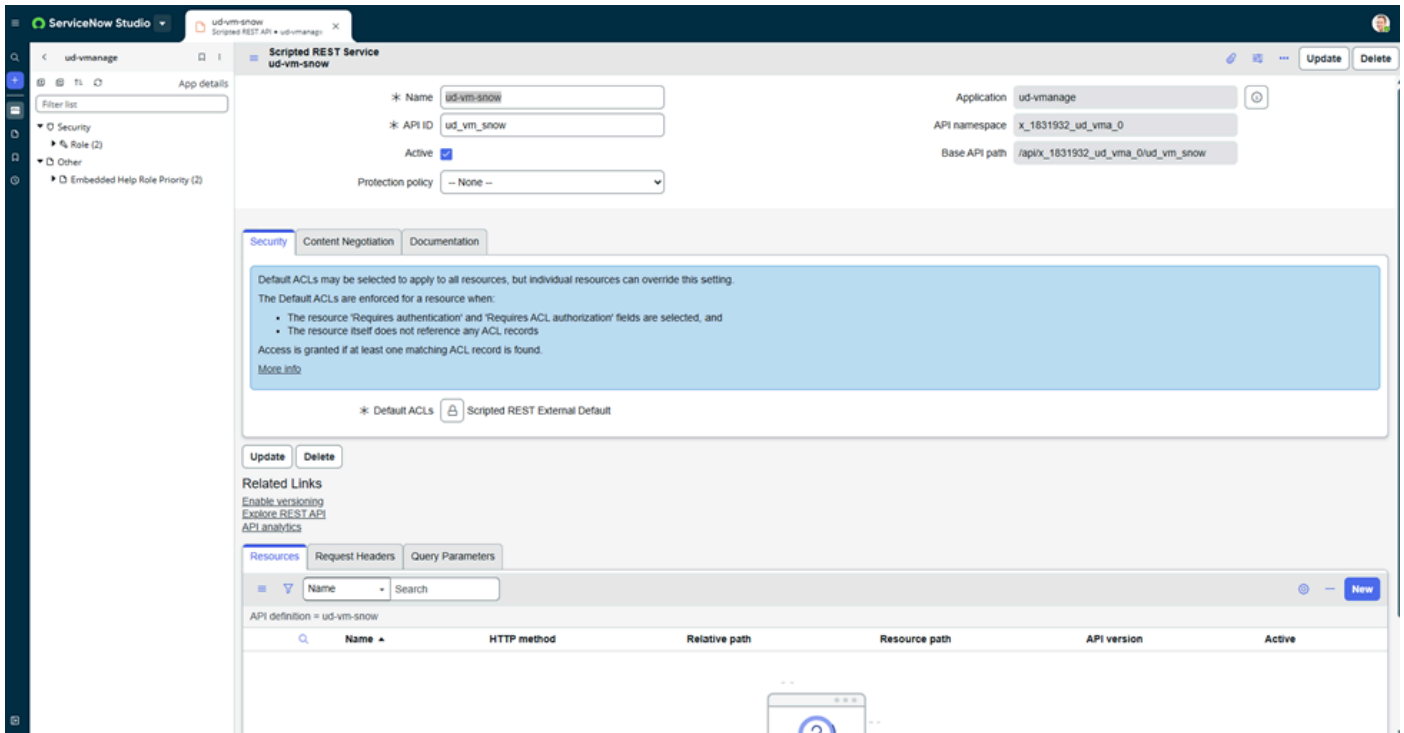 ServiceNow Studio
ud-vm-snow
Scripted REST API • ud-vmanage
ud-vmanage
App details
Filter list
Security
Role (2)
Other
Embedded Help Role Priority (2)
Scripted REST Service
ud-vm-snow
Update Delete
Name ud-vm-snow
Application ud-vmanage
API ID ud_vm_snow
API namespace x_1831932_ud_vma_0
Active
Base API path /api/x_1831932_ud_vma_0/ud_vm_snow
Protection policy -- None --
Security Content Negotiation Documentation
Default ACLs may be selected to apply to all resources, but individual resources can override this setting.
The Default ACLs are enforced for a resource when:
• The resource 'Requires authentication' and 'Requires ACL authorization' fields are selected, and
• The resource itself does not reference any ACL records
Access is granted if at least one matching ACL record is found.
More info
Default ACLs Scripted REST External Default
Update Delete
Related Links
Enable versioning
Explore REST API
API analytics
Resources Request Headers Query Parameters
Name Search New
API definition = ud-vm-snow
Name HTTP method Relative path Resource path API version Active